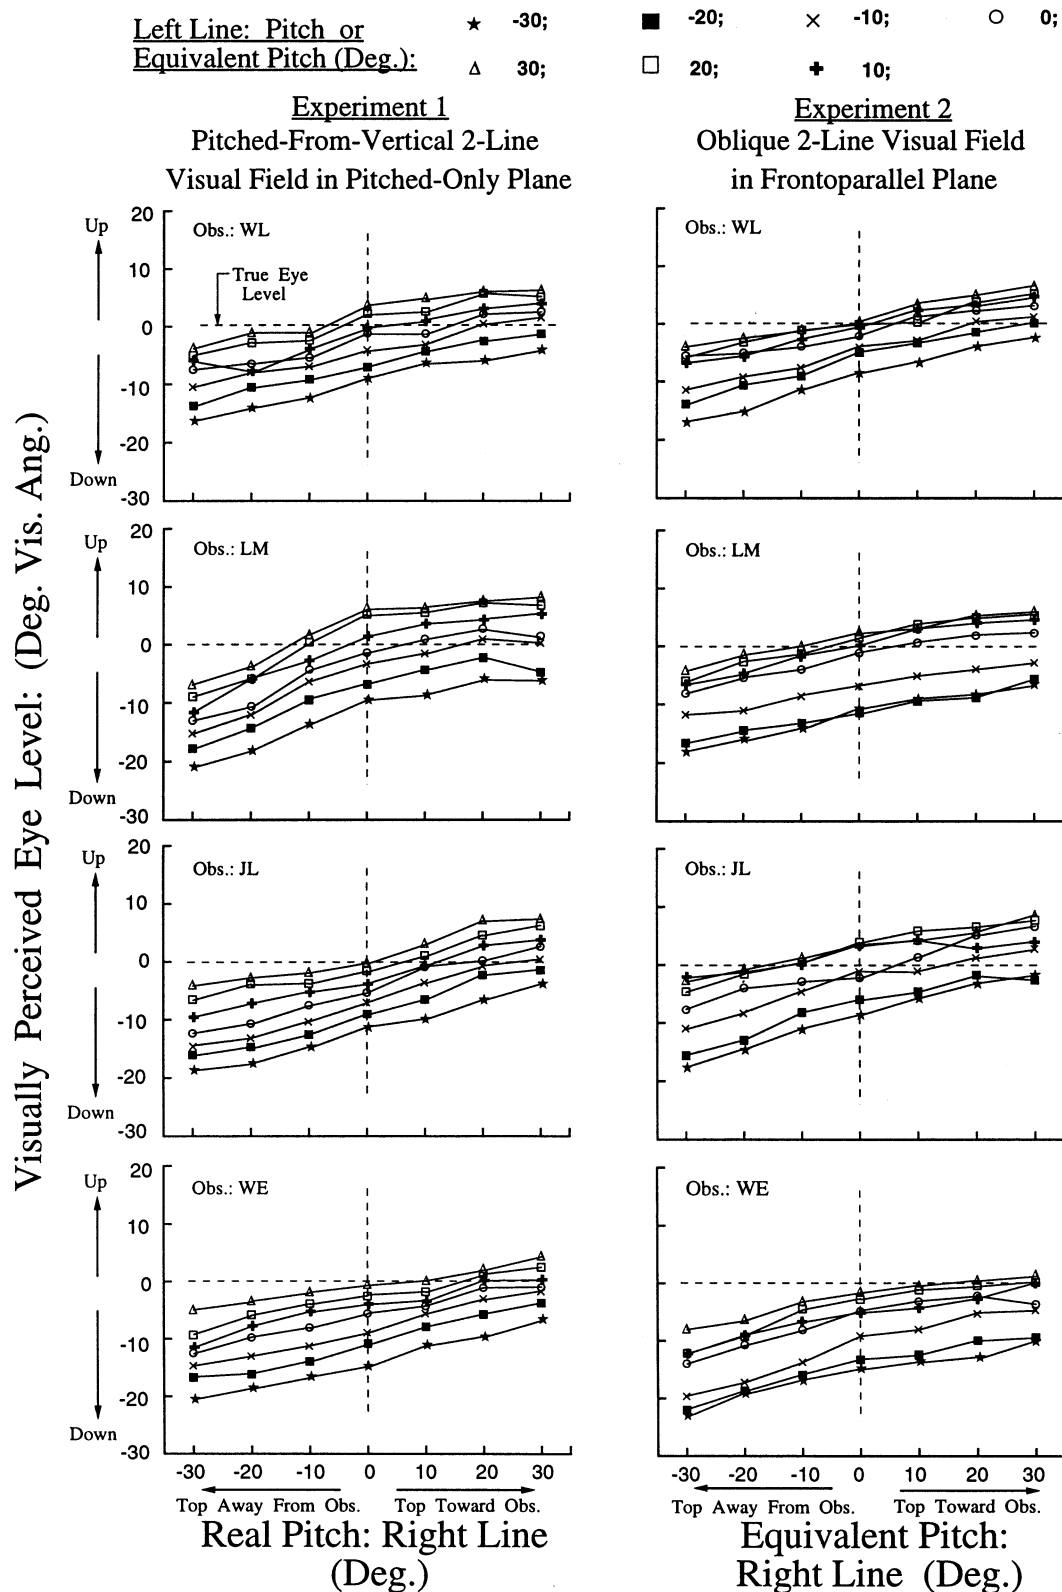 Left Line: Pitch or
Equivalent Pitch (Deg.):
-30;
-20;
-10;
0;
30;
20;
10;
Experiment 1
Pitched-From-Vertical 2-Line
Visual Field in Pitched-Only Plane
Experiment 2
Oblique 2-Line Visual Field
in Frontoparallel Plane
Visually Perceived Eye Level: (Deg. Vis. Ang.)
Up
Down
20
10
0
-10
-20
-30
Obs.: WL
True Eye
Level
Obs.: WL
Up
Down
20
10
0
-10
-20
-30
Obs.: LM
Obs.: LM
Up
Down
20
10
0
-10
-20
-30
Obs.: JL
Obs.: JL
Up
Down
20
10
0
-10
-20
-30
Obs.: WE
Obs.: WE
-30 -20 -10 0 10 20 30
Top Away From Obs. Top Toward Obs.
Real Pitch: Right Line
(Deg.)
-30 -20 -10 0 10 20 30
Top Away From Obs. Top Toward Obs.
Equivalent Pitch:
Right Line (Deg.)